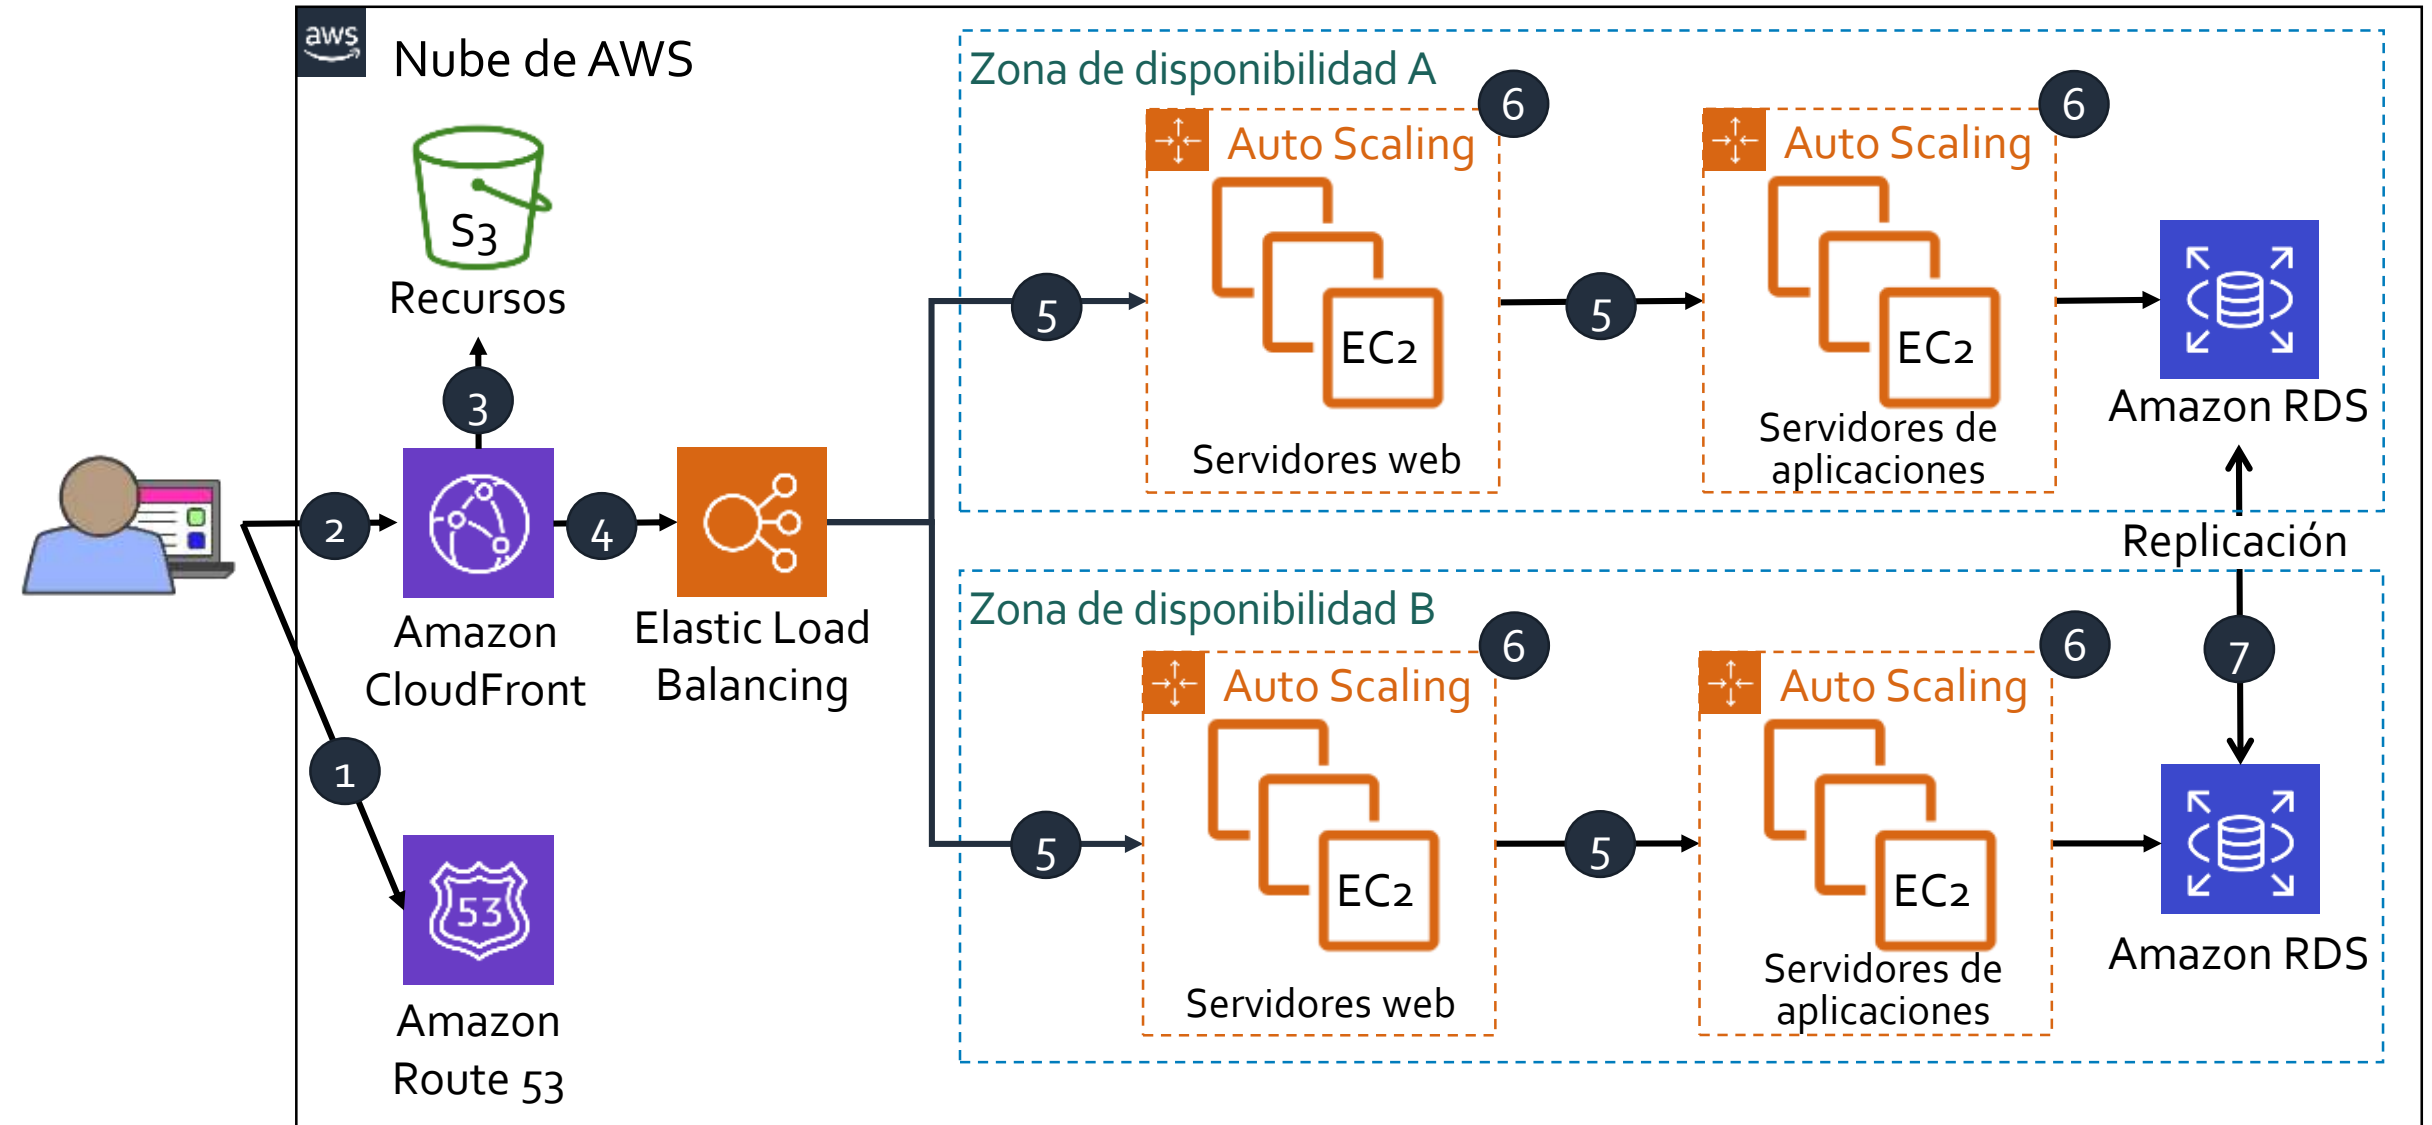 aws
Nube de AWS
S3
Recursos
3
2
4
Amazon
CloudFront
Elastic Load
Balancing
1
53
Amazon
Route 53
Zona de disponibilidad A
6
Auto Scaling
5
EC2
Servidores web
6
Auto Scaling
5
EC2
Servidores de
aplicaciones
Amazon RDS
Replicación
Zona de disponibilidad B
6
Auto Scaling
5
EC2
Servidores web
6
Auto Scaling
5
EC2
Servidores de
aplicaciones
7
Amazon RDS